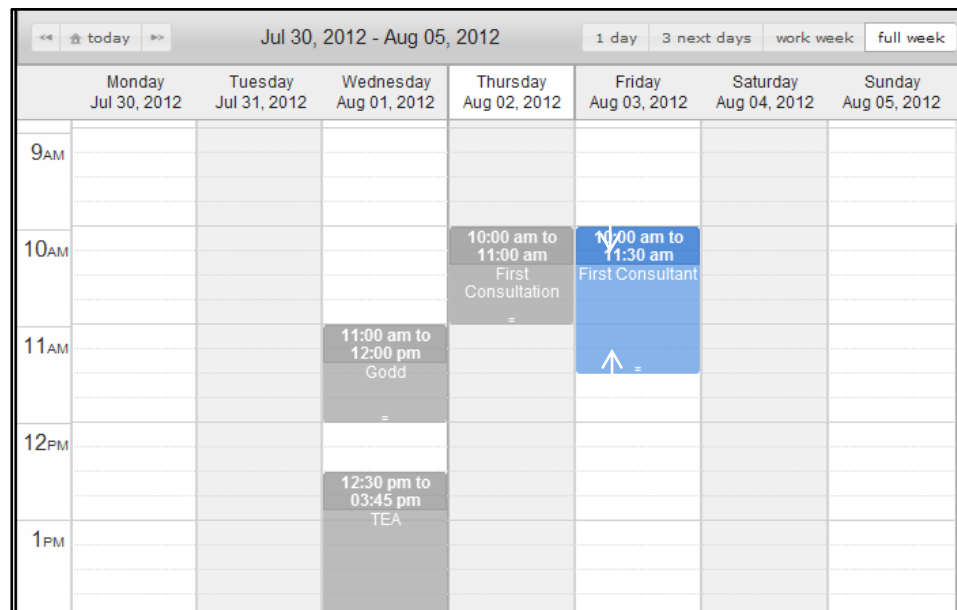 today
Jul 30, 2012 - Aug 05, 2012
1 day
3 next days
work week
full week
Monday
Jul 30, 2012
Tuesday
Jul 31, 2012
Wednesday
Aug 01, 2012
Thursday
Aug 02, 2012
Friday
Aug 03, 2012
Saturday
Aug 04, 2012
Sunday
Aug 05, 2012
9AM
10AM
10:00 am to
11:00 am
First
Consultation
10:00 am to
11:30 am
First Consultant
11AM
11:00 am to
12:00 pm
Godd
12PM
12:30 pm to
03:45 pm
TEA
1PM